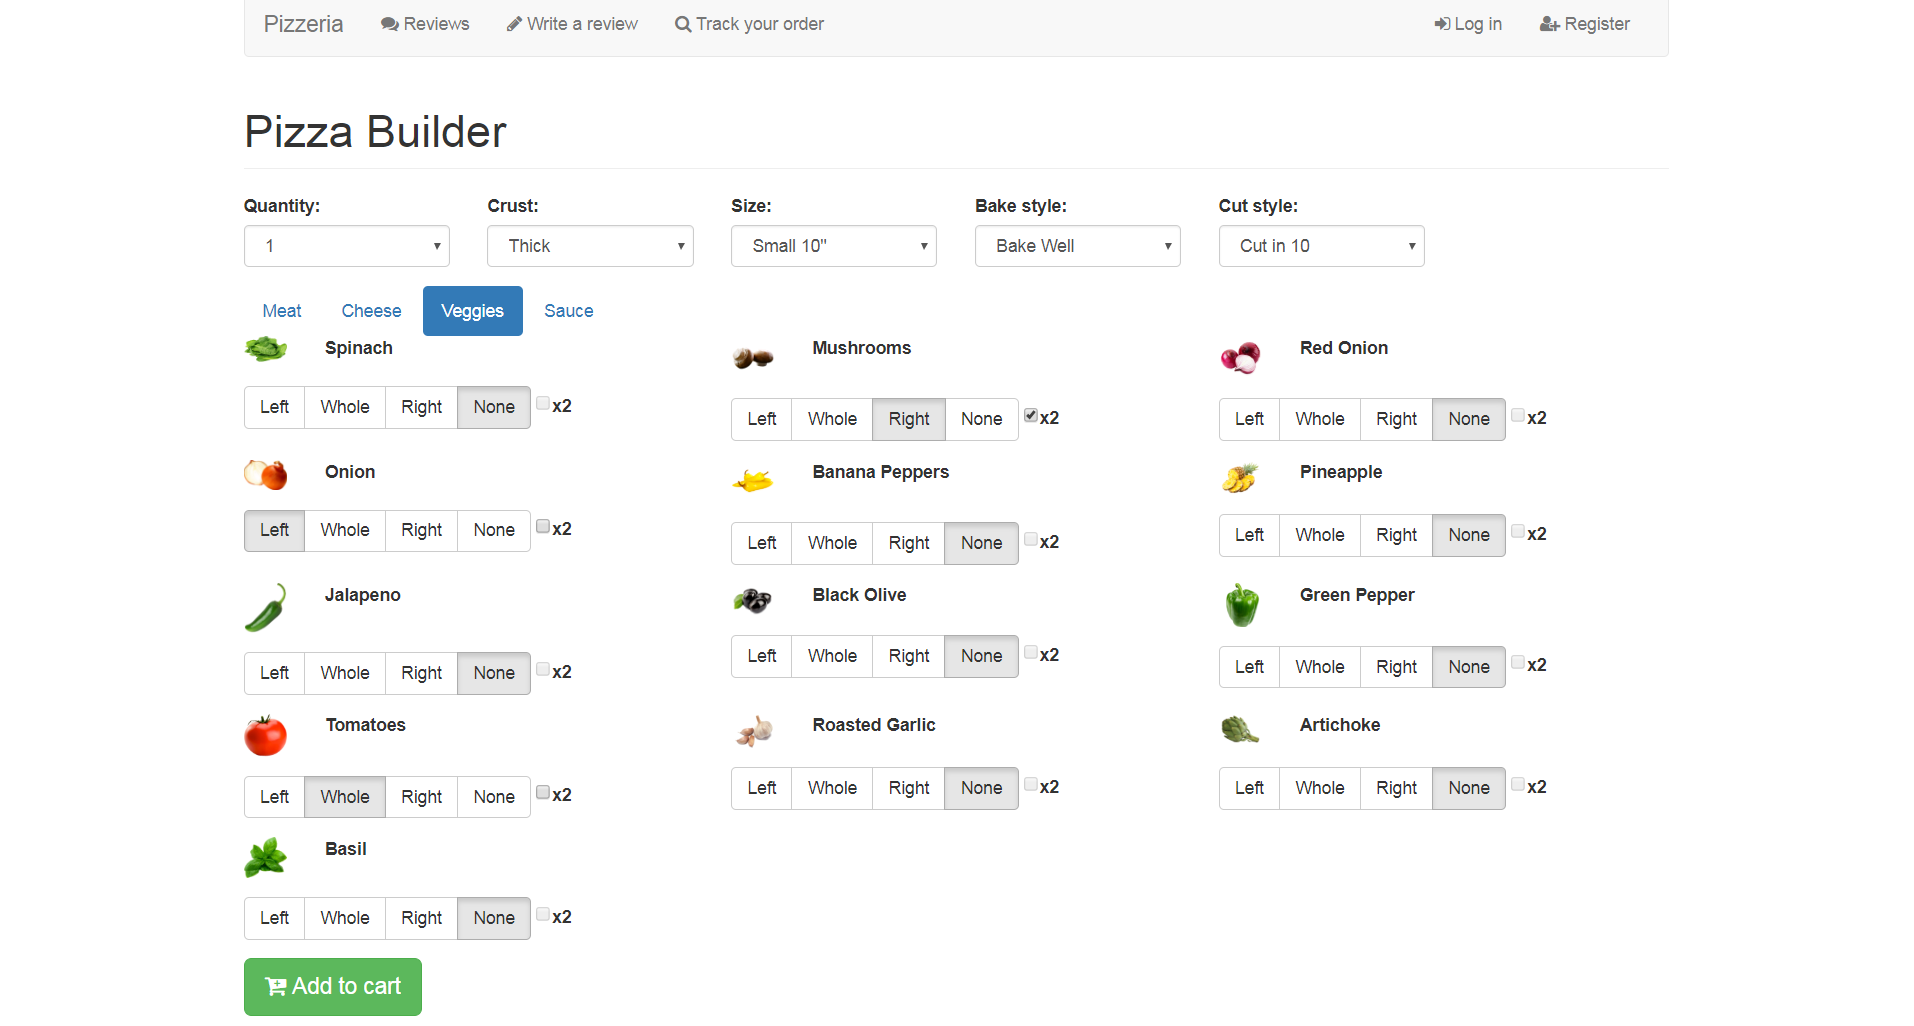 Pizzeria Reviews Write a review Track your order Log in Register
Pizza Builder
Quantity: Crust: Size: Bake style: Cut style:
1 Thick Small 10" Bake Well Cut in 10
Meat Cheese Veggies Sauce
Spinach Mushrooms Red Onion
Left Whole Right None x2 Left Whole Right None x2 Left Whole Right None x2
Onion Banana Peppers Pineapple
Left Whole Right None x2 Left Whole Right None x2 Left Whole Right None x2
Jalapeno Black Olive Green Pepper
Left Whole Right None x2 Left Whole Right None x2 Left Whole Right None x2
Tomatoes Roasted Garlic Artichoke
Left Whole Right None x2 Left Whole Right None x2 Left Whole Right None x2
Basil
Left Whole Right None x2
Add to cart